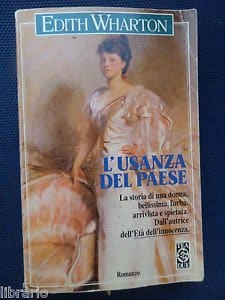 EDITH WHARTON
L'USANZA
DEL PAESE
La storia di una donna,
bellissima, furba,
arrivista e spietata.
Dall'autrice
dell'Età dell'innocenza.
Romanzo
TEA
© librario